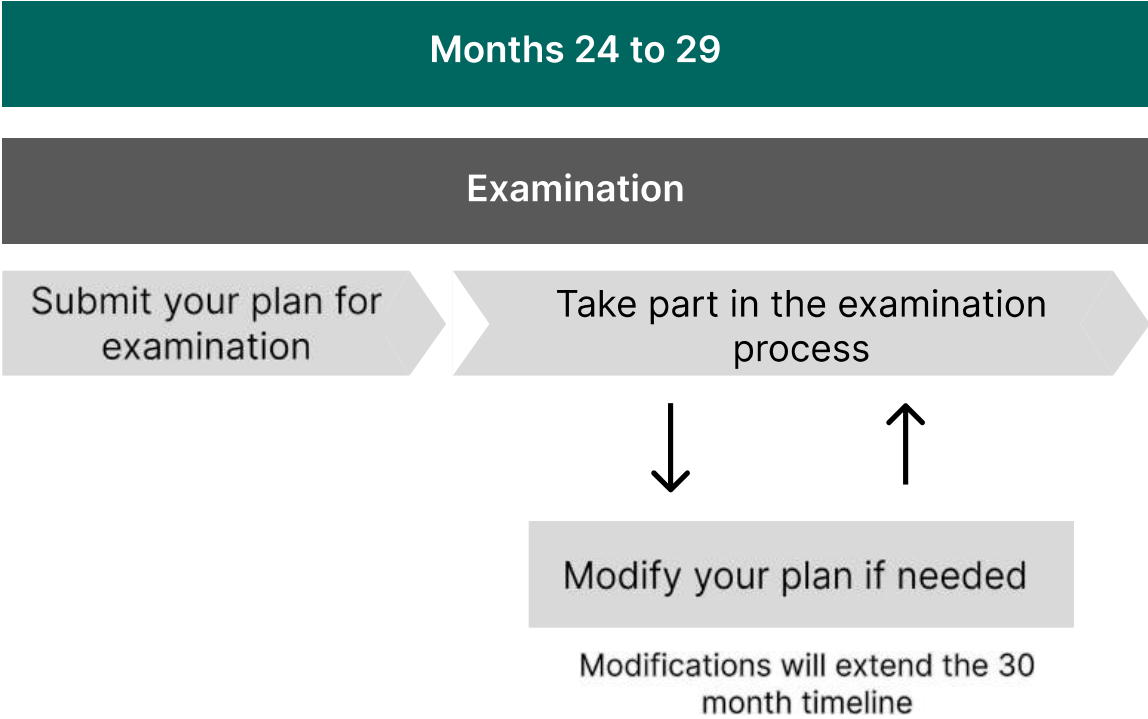 Months 24 to 29
Examination
Submit your plan for
examination
Take part in the examination
process
Modify your plan if needed
Modifications will extend the 30
month timeline